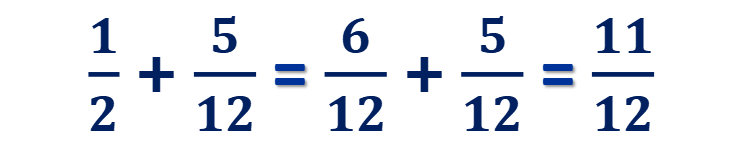 1/2 + 5/12 = 6/12 + 5/12 = 11/12